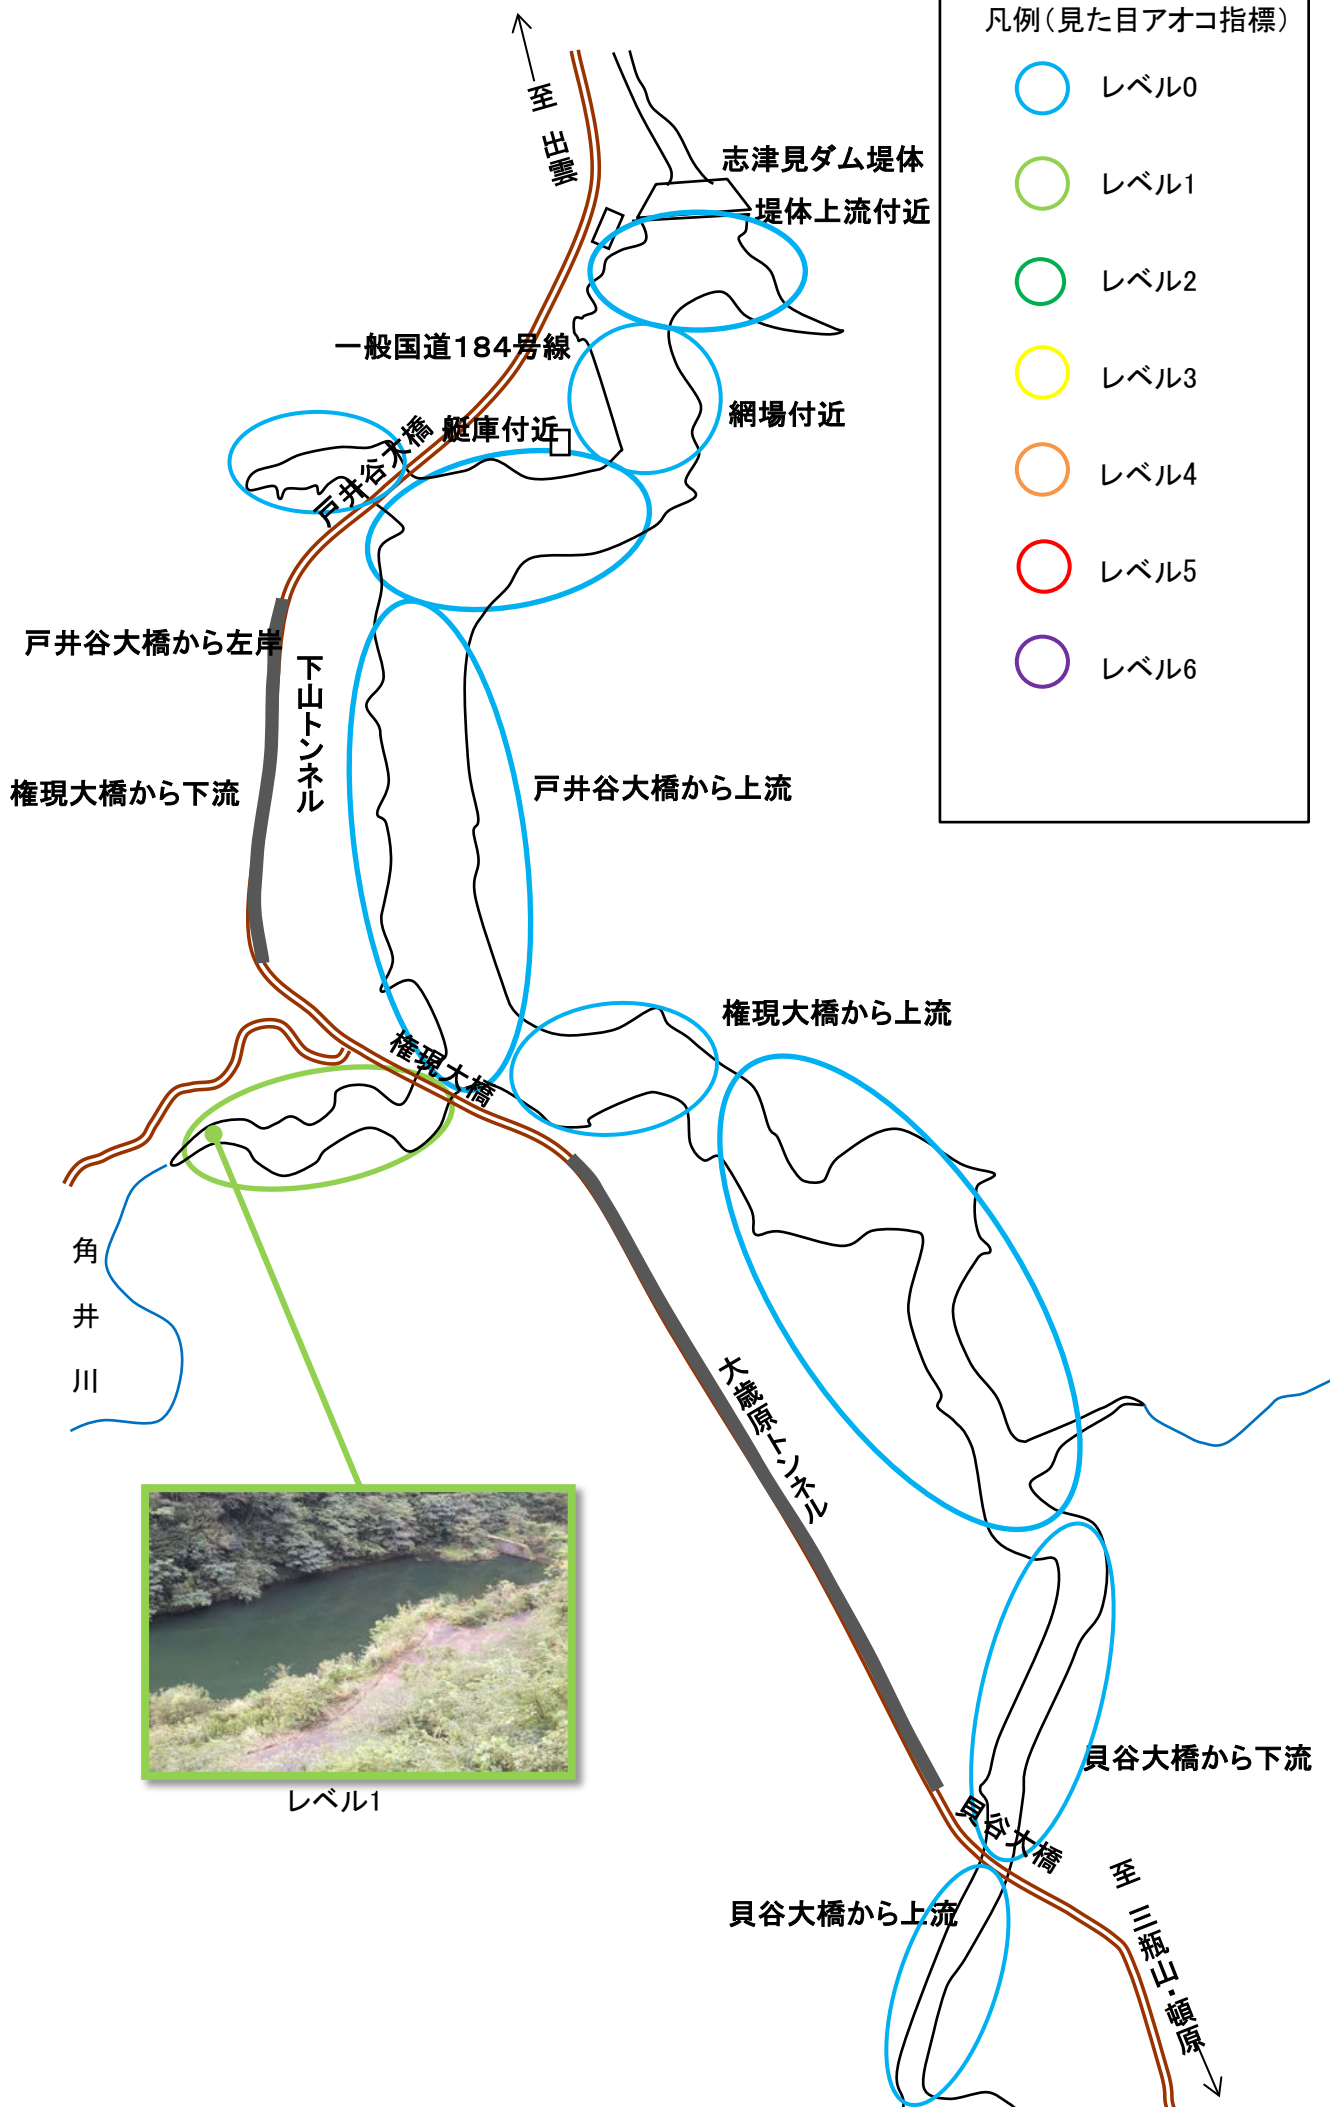 凡例（見た目アオコ指標）
レベル0
レベル1
レベル2
レベル3
レベル4
レベル5
レベル6
至 出雲
志津見ダム堤体
堤体上流付近
一般国道184号線
網場付近
艇庫付近
戸井谷大橋
戸井谷大橋から左岸
下山トンネル
権現大橋から下流
戸井谷大橋から上流
権現大橋から上流
権現大橋
角井川
大歳原トンネル
レベル1
貝谷大橋から下流
貝谷大橋
貝谷大橋から上流
至 三瓶山・頓原